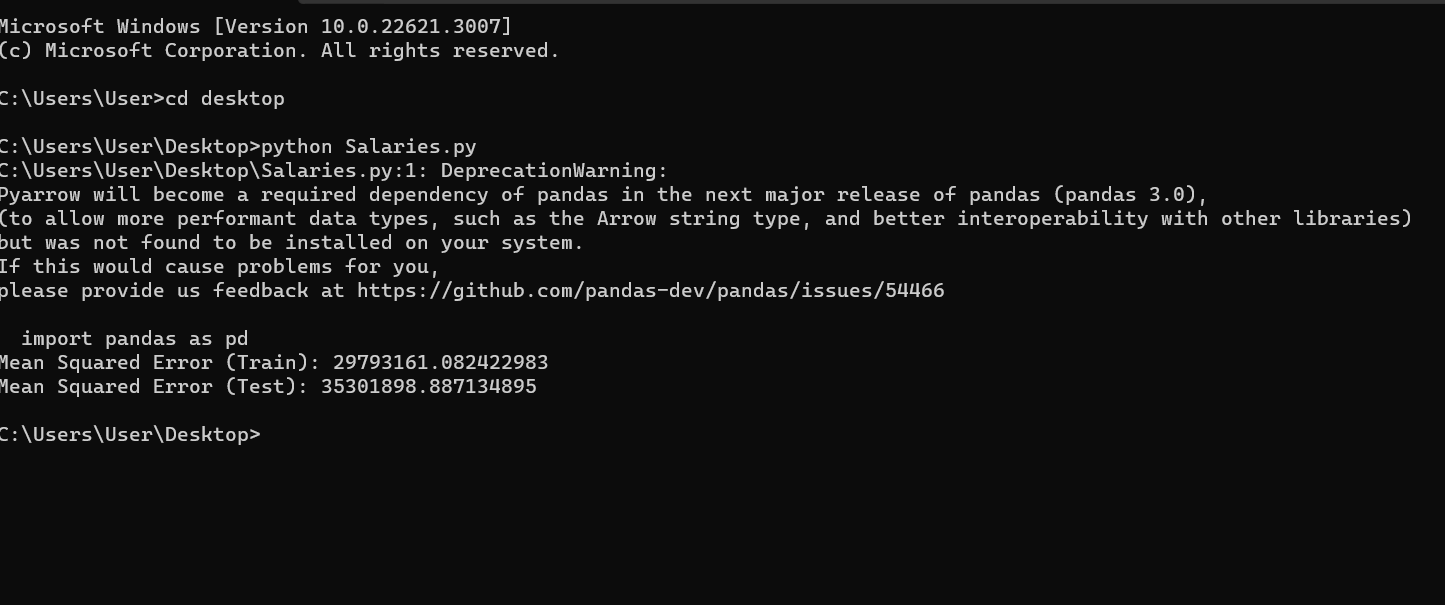 Microsoft Windows [Version 10.0.22621.3007]
(c) Microsoft Corporation. All rights reserved.
C:\Users\User>cd desktop
C:\Users\User\Desktop>python Salaries.py
C:\Users\User\Desktop\Salaries.py:1: DeprecationWarning:
Pyarrow will become a required dependency of pandas in the next major release of pandas (pandas 3.0),
(to allow more performant data types, such as the Arrow string type, and better interoperability with other libraries)
but was not found to be installed on your system.
If this would cause problems for you,
please provide us feedback at https://github.com/pandas-dev/pandas/issues/54466
import pandas as pd
Mean Squared Error (Train): 29793161.082422983
Mean Squared Error (Test): 35301898.887134895
C:\Users\User\Desktop>